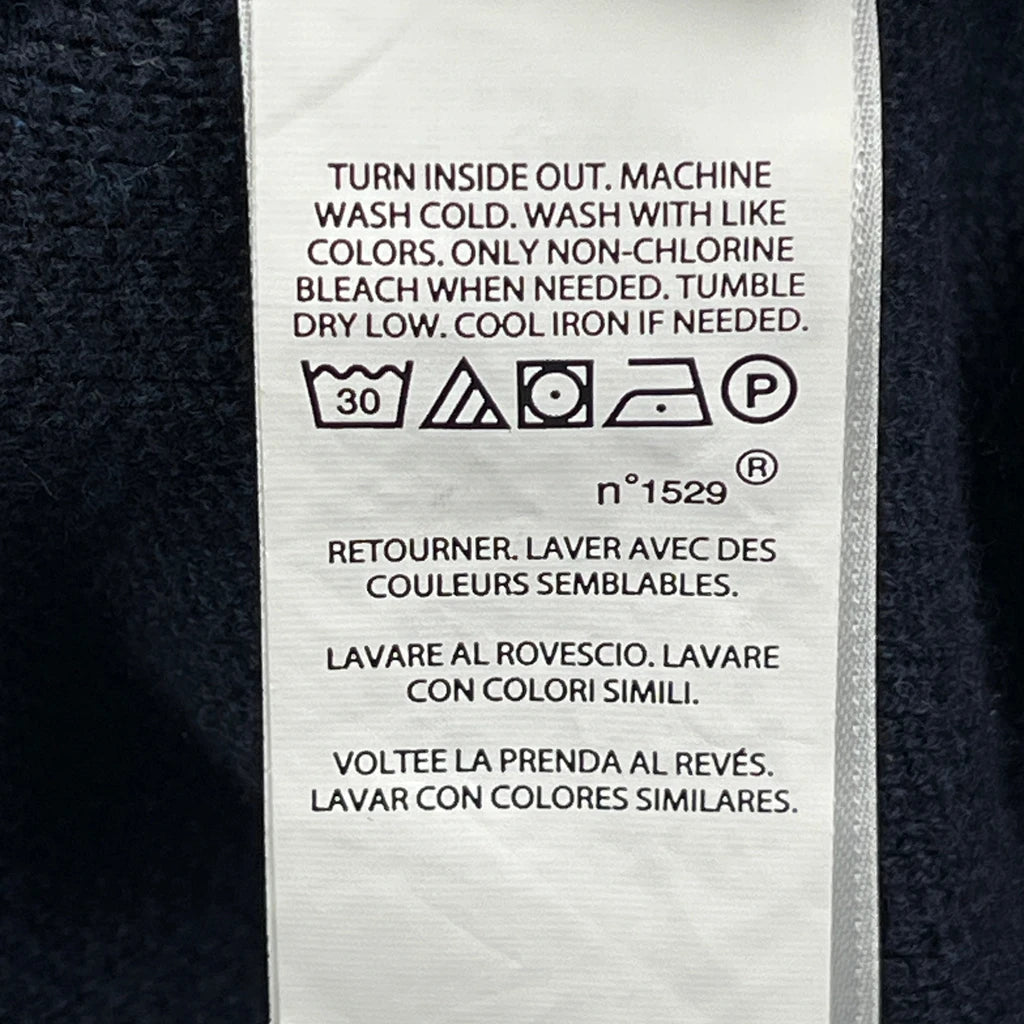 TURN INSIDE OUT. MACHINE
WASH COLD. WASH WITH LIKE
COLORS. ONLY NON-CHLORINE
BLEACH WHEN NEEDED. TUMBLE
DRY LOW. COOL IRON IF NEEDED.
30 P
®
n°1529
RETOURNER. LAVER AVEC DES
COULEURS SEMBLABLES.
LAVARE AL ROVESCIO. LAVARE
CON COLORI SIMILI.
VOLTEE LA PRENDA AL REVÉS.
LAVAR CON COLORES SIMILARES.